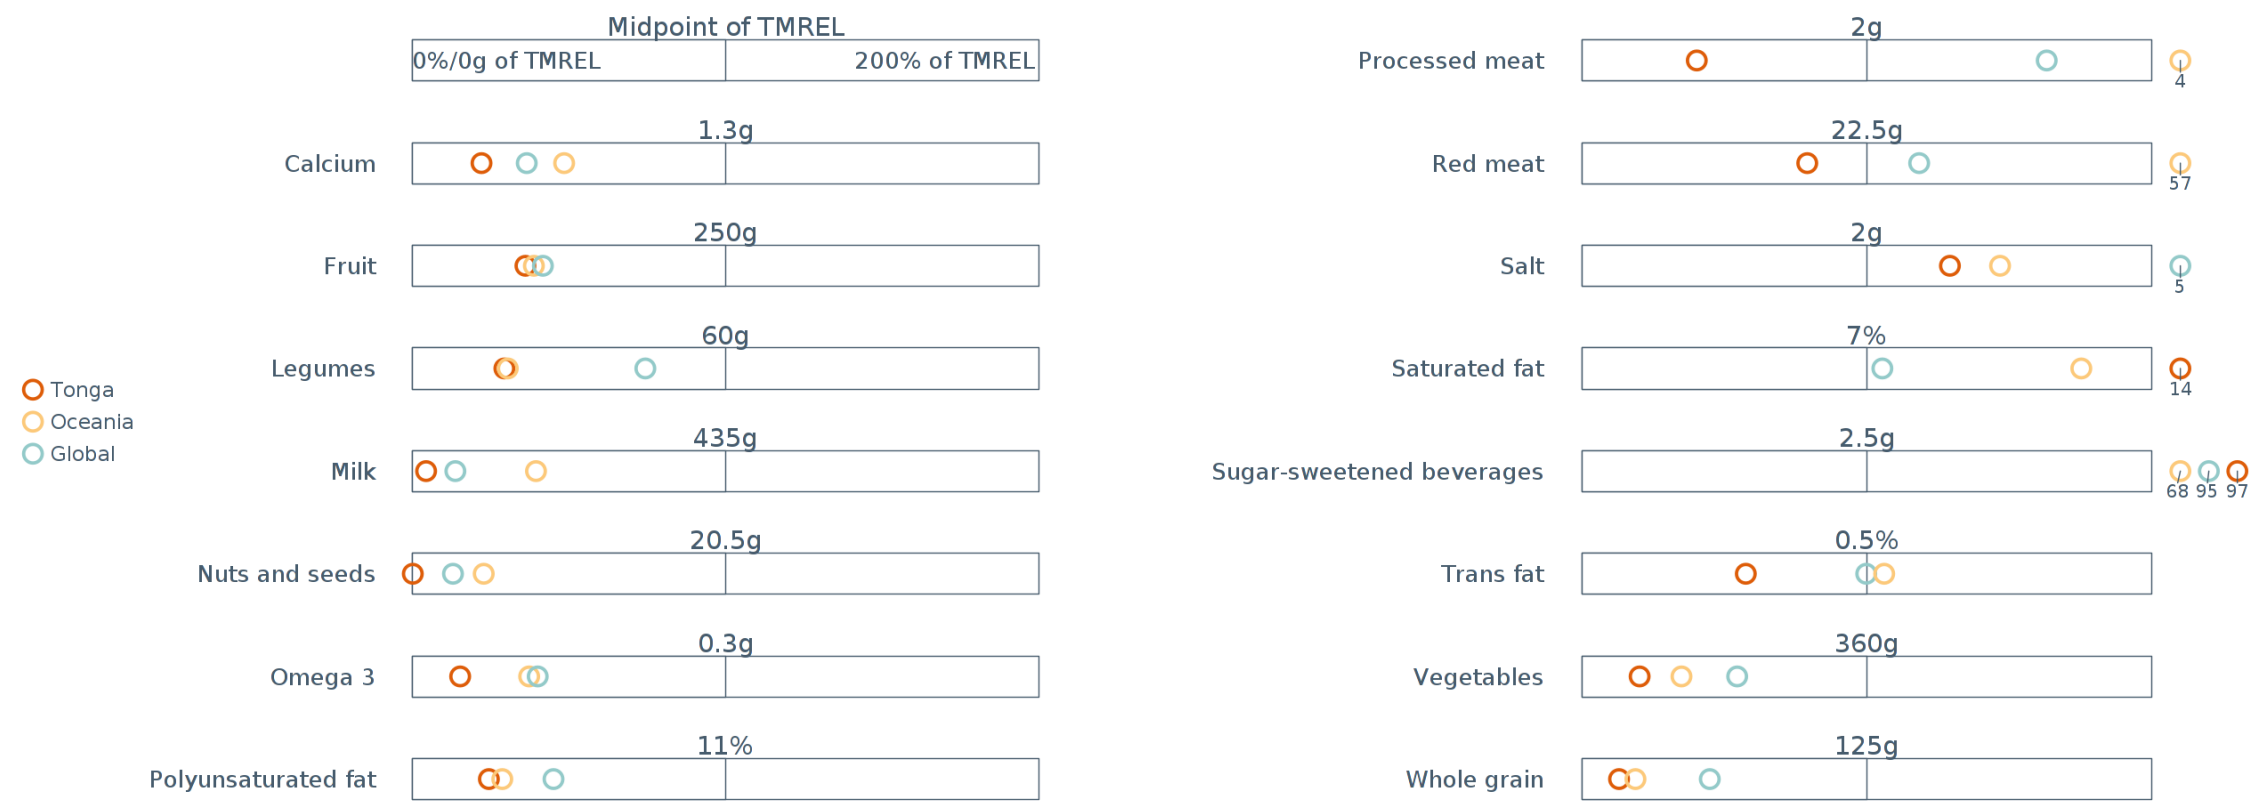 Midpoint of TMREL
0%/0g of TMREL
200% of TMREL
Calcium
1.3g
Fruit
250g
Legumes
60g
Milk
435g
Nuts and seeds
20.5g
Omega 3
0.3g
Polyunsaturated fat
11%
Tonga
Oceania
Global
Processed meat
2g
4
Red meat
22.5g
57
Salt
2g
5
Saturated fat
7%
14
Sugar-sweetened beverages
2.5g
68 95 97
Trans fat
0.5%
Vegetables
360g
Whole grain
125g